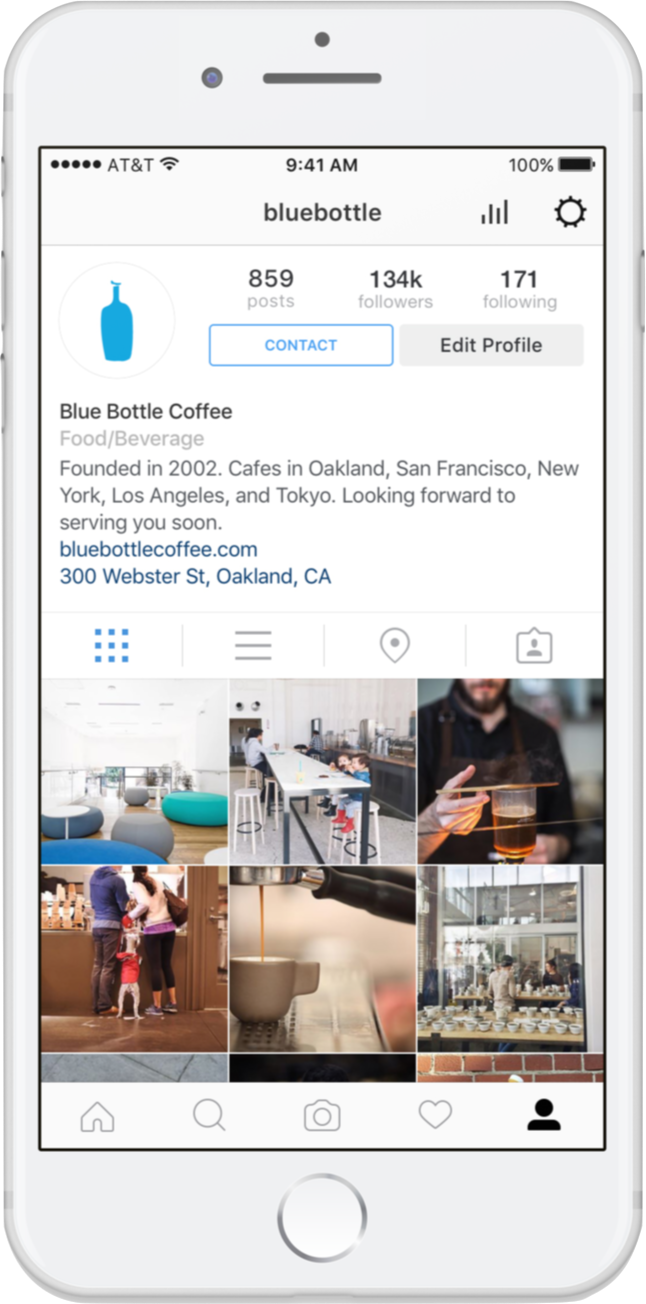 AT&T 9:41 AM 100%
bluebottle
859 134k 171
posts followers following
CONTACT Edit Profile
Blue Bottle Coffee
Food/Beverage
Founded in 2002. Cafes in Oakland, San Francisco, New
York, Los Angeles, and Tokyo. Looking forward to
serving you soon.
bluebottlecoffee.com
300 Webster St, Oakland, CA